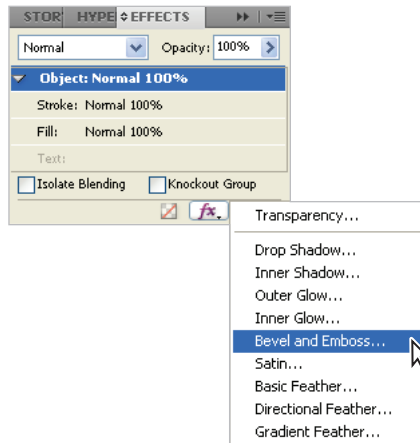 STOR HYPE EFFECTS
Normal Opacity: 100%
Object: Normal 100%
Stroke: Normal 100%
Fill: Normal 100%
Text:
Isolate Blending Knockout Group
fx.
Transparency...
Drop Shadow...
Inner Shadow...
Outer Glow...
Inner Glow...
Bevel and Emboss...
Satin...
Basic Feather...
Directional Feather...
Gradient Feather...